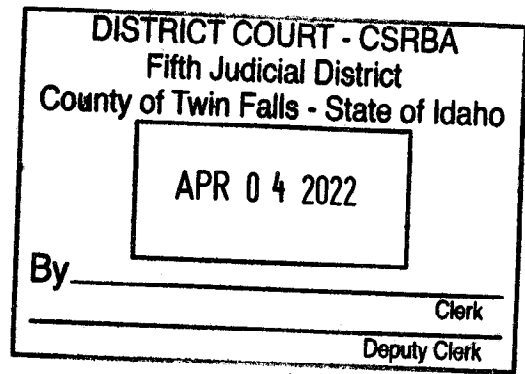 DISTRICT COURT - CSRBA
Fifth Judicial District
County of Twin Falls - State of Idaho
APR 04 2022
By
Clerk
Deputy Clerk